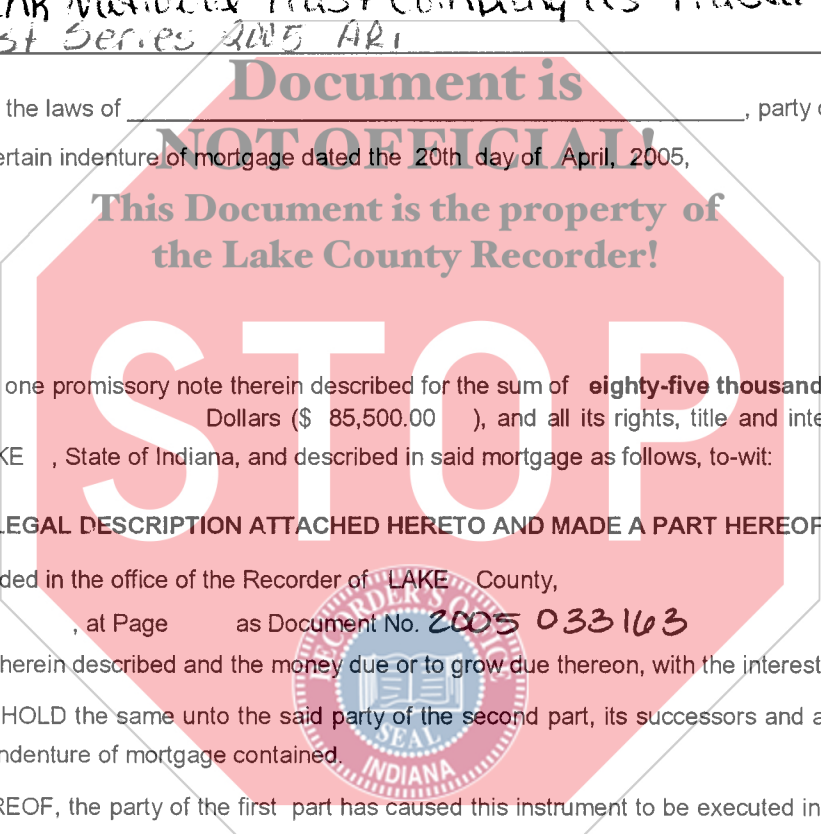 National Trust Company its
st Series 2005 AR1
Document is
the laws of ____________________, party
ertain indenture of mortgage dated the 20th day of April, 2005,
NOT OFFICIAL!
This Document is the property of
the Lake County Recorder!
STOP
one promissory note therein described for the sum of eighty-five thousand
Dollars ($ 85,500.00 ), and all its rights, title and inte
KE , State of Indiana, and described in said mortgage as follows, to-wit:
LEGAL DESCRIPTION ATTACHED HERETO AND MADE A PART HEREOF
ded in the office of the Recorder of LAKE County,
, at Page as Document No. 2005 033163
herein described and the money due or to grow due thereon, with the interest
HOLD the same unto the said party of the second part, its successors and a
ndenture of mortgage contained.
REOF, the party of the first part has caused this instrument to be executed in
RECORDER'S OFFICE
SEAL
INDIANA